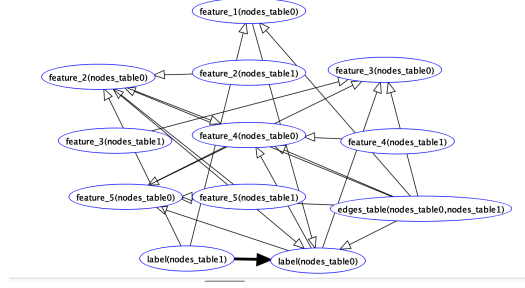 feature_1(nodes_table0)
feature_2(nodes_table0)
feature_2(nodes_table1)
feature_3(nodes_table0)
feature_3(nodes_table1)
feature_4(nodes_table0)
feature_4(nodes_table1)
feature_5(nodes_table0)
feature_5(nodes_table1)
edges_table(nodes_table0,nodes_table1)
label(nodes_table1)
label(nodes_table0)